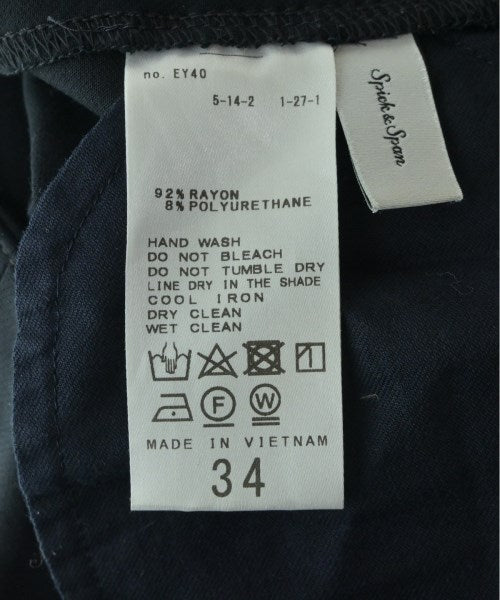 no. EY40
5-14-2 1-27-1
92% RAYON
8% POLYURETHANE
HAND WASH
DO NOT BLEACH
DO NOT TUMBLE DRY
LINE DRY IN THE SHADE
COOL IRON
DRY CLEAN
WET CLEAN
F W
MADE IN VIETNAM
34
Spick & Span